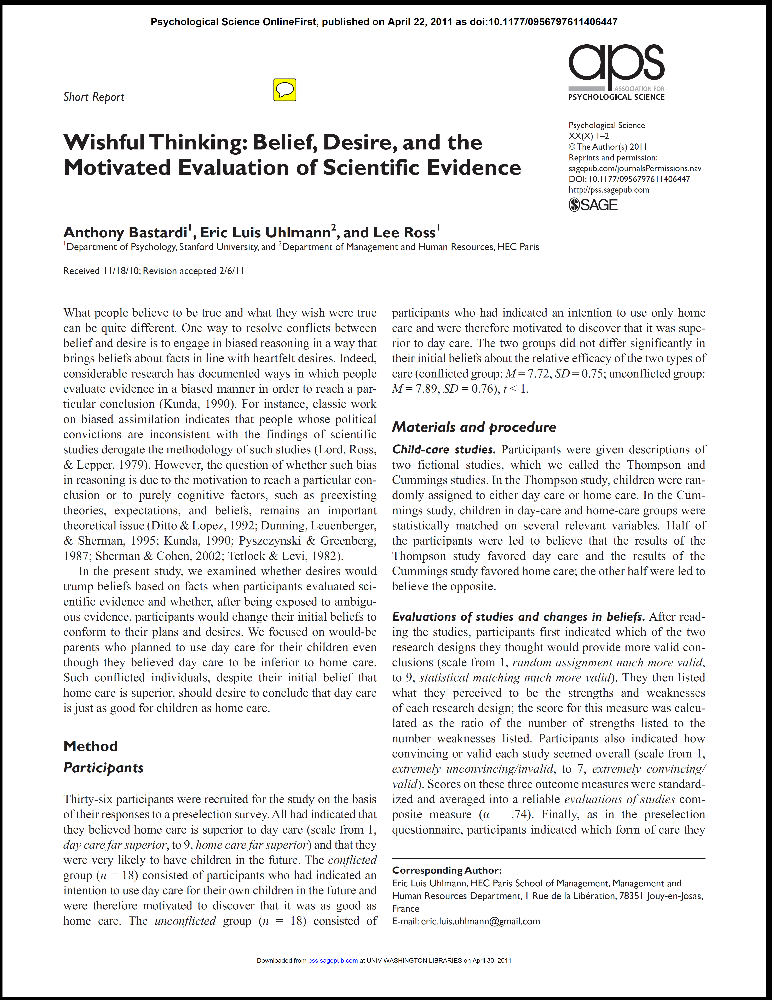 Psychological Science OnlineFirst, published on April 22, 2011 as doi:10.1177/0956797611406447
aps
ASSOCIATION FOR
PSYCHOLOGICAL SCIENCE
Short Report
Wishful Thinking: Belief, Desire, and the
Motivated Evaluation of Scientific Evidence
Psychological Science
XX(X) 1–2
© The Author(s) 2011
Reprints and permission:
sagepub.com/journalsPermissions.nav
DOI: 10.1177/0956797611406447
http://pss.sagepub.com
SAGE
Anthony Bastardi¹, Eric Luis Uhlmann², and Lee Ross¹
¹Department of Psychology, Stanford University, and ²Department of Management and Human Resources, HEC Paris
Received 11/18/10; Revision accepted 2/6/11
What people believe to be true and what they wish were true
can be quite different. One way to resolve conflicts between
belief and desire is to engage in biased reasoning in a way that
brings beliefs about facts in line with heartfelt desires. Indeed,
considerable research has documented ways in which people
evaluate evidence in a biased manner in order to reach a par-
ticular conclusion (Kunda, 1990). For instance, classic work
on biased assimilation indicates that people whose political
convictions are inconsistent with the findings of scientific
studies derogate the methodology of such studies (Lord, Ross,
& Lepper, 1979). However, the question of whether such bias
in reasoning is due to the motivation to reach a particular con-
clusion or to purely cognitive factors, such as preexisting
theories, expectations, and beliefs, remains an important
theoretical issue (Ditto & Lopez, 1992; Dunning, Leuenberger,
& Sherman, 1995; Kunda, 1990; Pyszczynski & Greenberg,
1987; Sherman & Cohen, 2002; Tetlock & Levi, 1982).
In the present study, we examined whether desires would
trump beliefs based on facts when participants evaluated sci-
entific evidence and whether, after being exposed to ambigu-
ous evidence, participants would change their initial beliefs to
conform to their plans and desires. We focused on would-be
parents who planned to use day care for their children even
though they believed day care to be inferior to home care.
Such conflicted individuals, despite their initial belief that
home care is superior, should desire to conclude that day care
is just as good for children as home care.
Method
Participants
Thirty-six participants were recruited for the study on the basis
of their responses to a preselection survey. All had indicated that
they believed home care is superior to day care (scale from 1,
day care far superior, to 9, home care far superior) and that they
were very likely to have children in the future. The conflicted
group (n = 18) consisted of participants who had indicated an
intention to use day care for their own children in the future and
were therefore motivated to discover that it was as good as
home care. The unconflicted group (n = 18) consisted of
participants who had indicated an intention to use only home
care and were therefore motivated to discover that it was supe-
rior to day care. The two groups did not differ significantly in
their initial beliefs about the relative efficacy of the two types of
care (conflicted group: M = 7.72, SD = 0.75; unconflicted group:
M = 7.89, SD = 0.76), t < 1.
Materials and procedure
Child-care studies. Participants were given descriptions of
two fictional studies, which we called the Thompson and
Cummings studies. In the Thompson study, children were ran-
domly assigned to either day care or home care. In the Cum-
mings study, children in day-care and home-care groups were
statistically matched on several relevant variables. Half of
the participants were led to believe that the results of the
Thompson study favored day care and the results of the
Cummings study favored home care; the other half were led to
believe the opposite.
Evaluations of studies and changes in beliefs. After read-
ing the studies, participants first indicated which of the two
research designs they thought would provide more valid con-
clusions (scale from 1, random assignment much more valid,
to 9, statistical matching much more valid). They then listed
what they perceived to be the strengths and weaknesses
of each research design; the score for this measure was calcu-
lated as the ratio of the number of strengths listed to the
number weaknesses listed. Participants also indicated how
convincing or valid each study seemed overall (scale from 1,
extremely unconvincing/invalid, to 7, extremely convincing/
valid). Scores on these three outcome measures were standard-
ized and averaged into a reliable evaluations of studies com-
posite measure (α = .74). Finally, as in the preselection
questionnaire, participants indicated which form of care they
Corresponding Author:
Eric Luis Uhlmann, HEC Paris School of Management, Management and
Human Resources Department, 1 Rue de la Libération, 78351 Jouy-en-Josas,
France
E-mail: eric.luis.uhlmann@gmail.com
Downloaded from pss.sagepub.com at UNIV WASHINGTON LIBRARIES on April 30, 2011